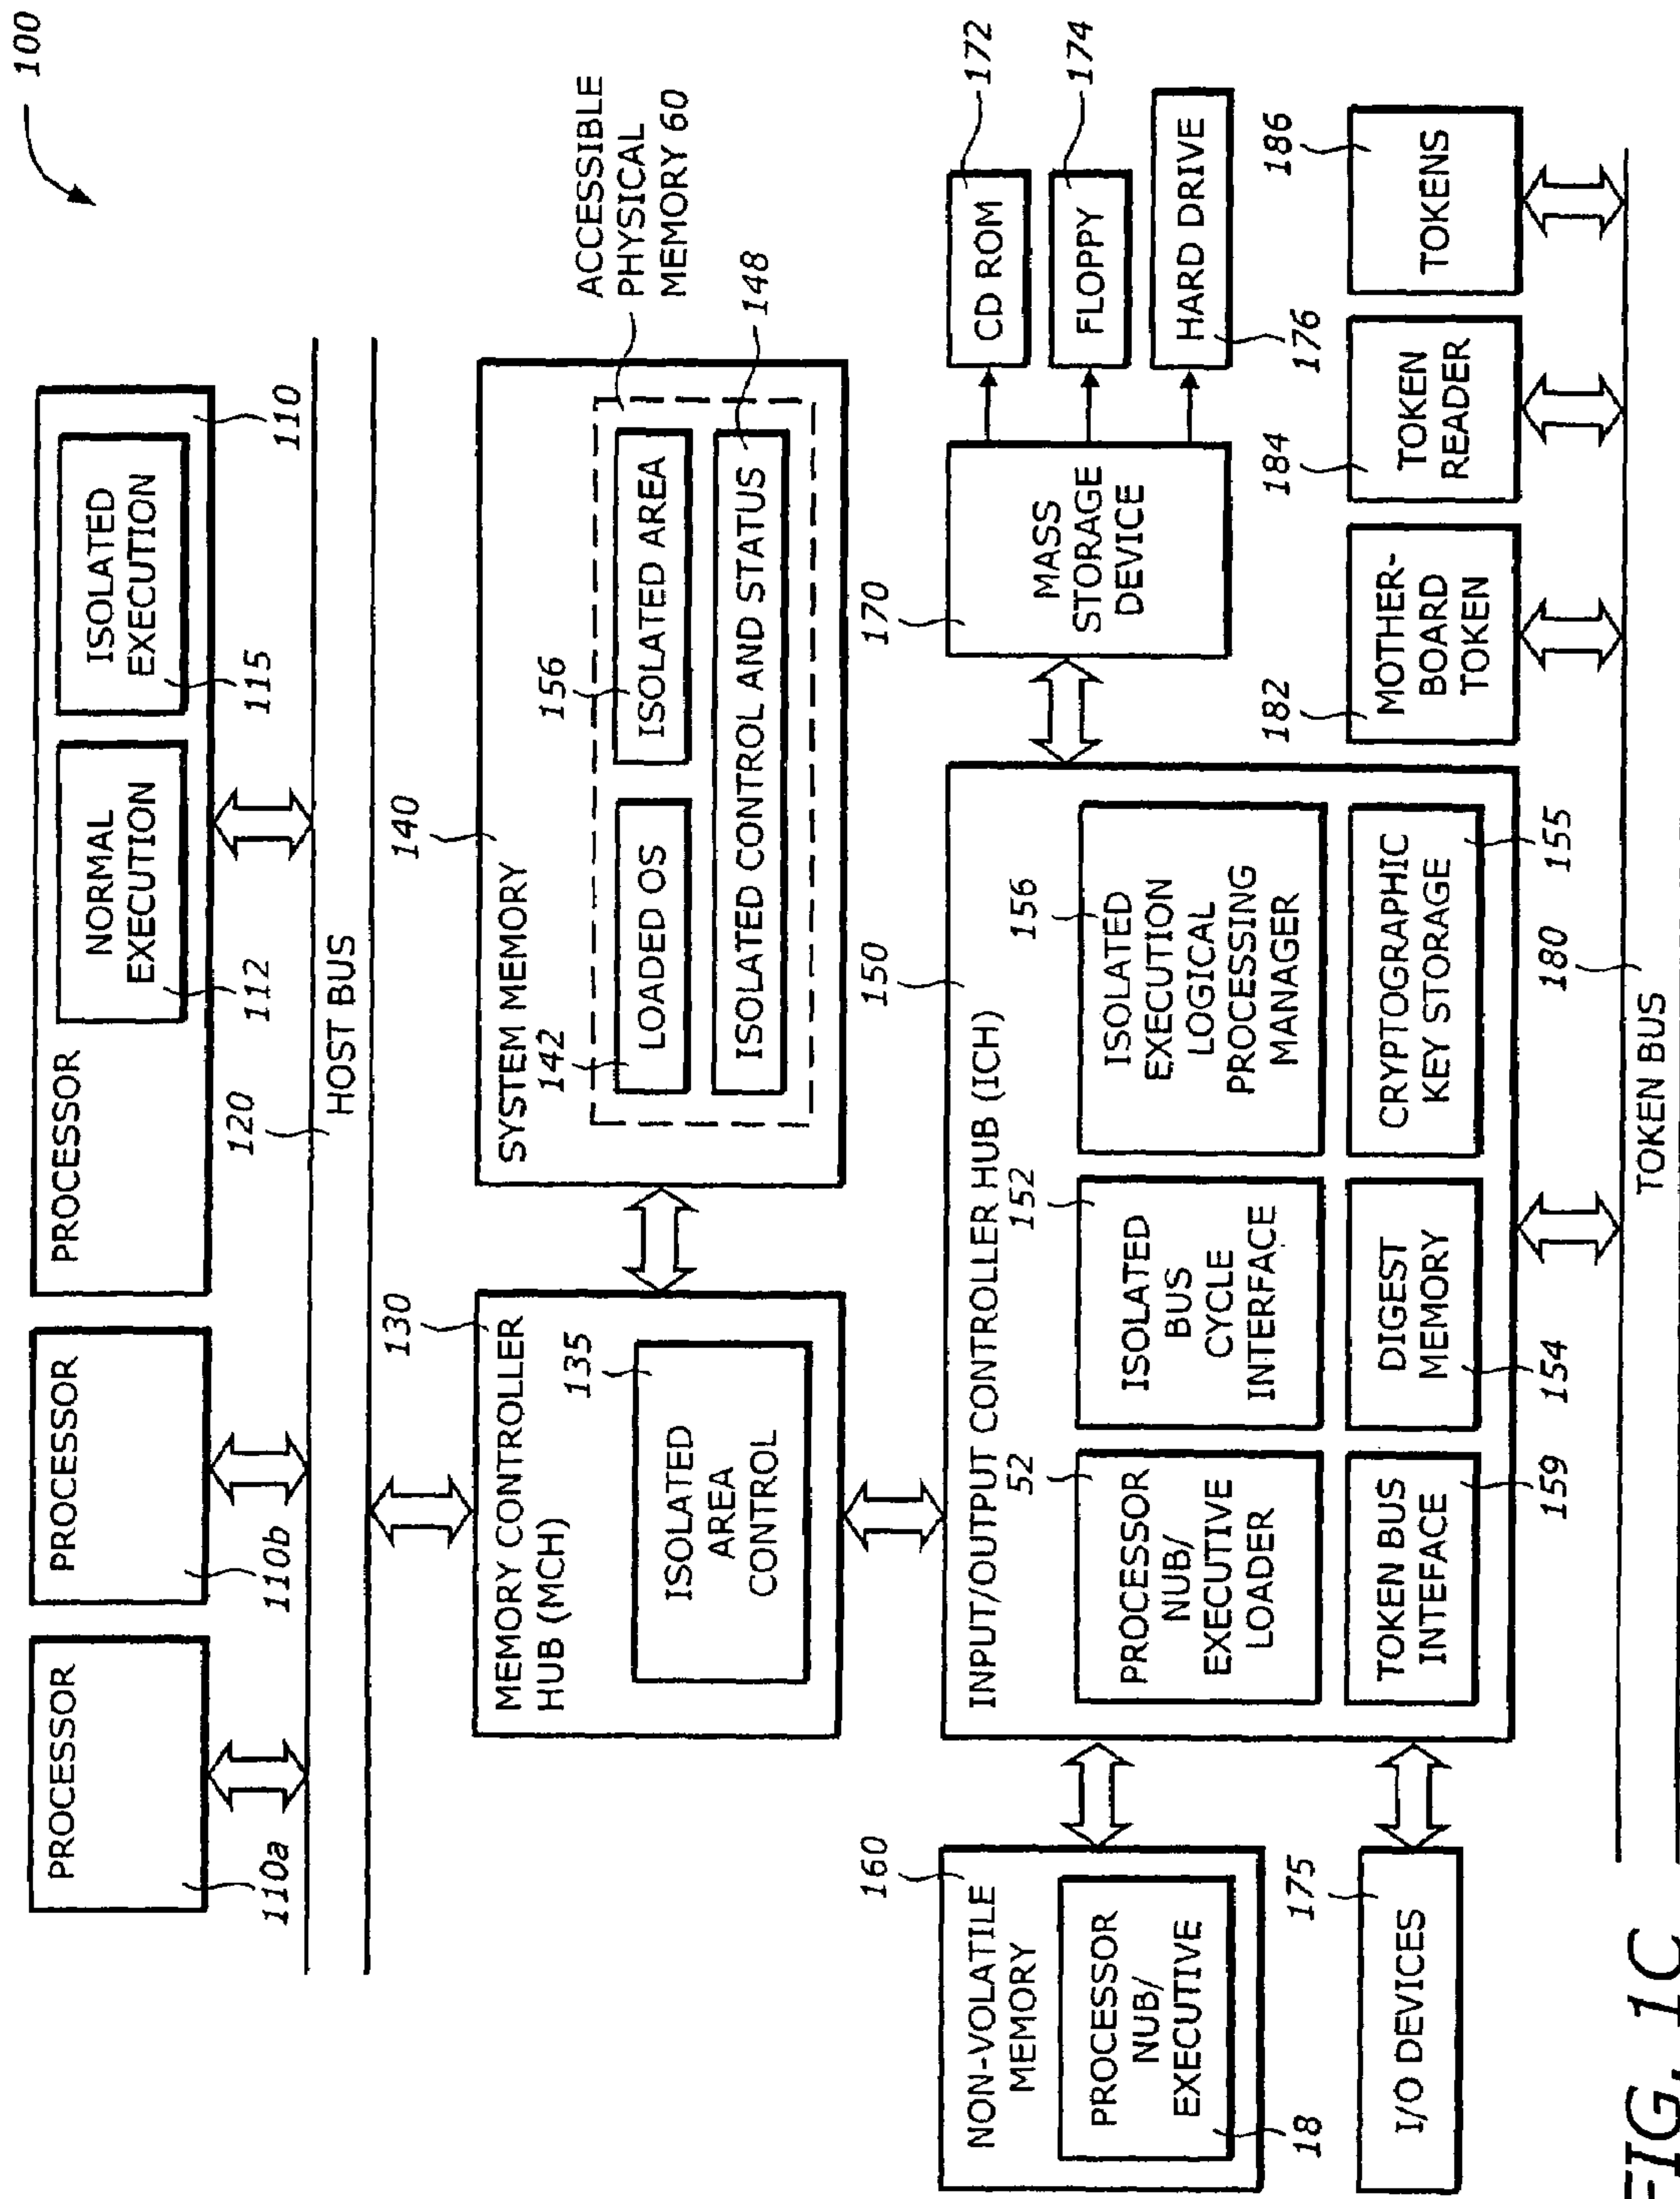 100
PROCESSOR
110a
PROCESSOR
110b
PROCESSOR
NORMAL
EXECUTION
112
ISOLATED
EXECUTION
115
110
120
HOST BUS
130
MEMORY CONTROLLER
HUB (MCH)
135
ISOLATED
AREA
CONTROL
140
SYSTEM MEMORY
142
LOADED OS
156
ISOLATED AREA
ISOLATED CONTROL AND STATUS
148
ACCESSIBLE
PHYSICAL
MEMORY 60
150
INPUT/OUTPUT CONTROLLER HUB (ICH)
52
PROCESSOR
NUB/
EXECUTIVE
LOADER
152
ISOLATED
BUS
CYCLE
INTERFACE
156
ISOLATED
EXECUTION
LOGICAL
PROCESSING
MANAGER
TOKEN BUS
INTEFACE
159
DIGEST
MEMORY
154
CRYPTOGRAPHIC
KEY STORAGE
155
160
NON-VOLATILE
MEMORY
PROCESSOR
NUB/
EXECUTIVE
18
175
I/O DEVICES
170
MASS
STORAGE
DEVICE
CD ROM
172
FLOPPY
174
HARD DRIVE
176
182
MOTHER-
BOARD
TOKEN
184
TOKEN
READER
186
TOKENS
180
TOKEN BUS
FIG. 1C